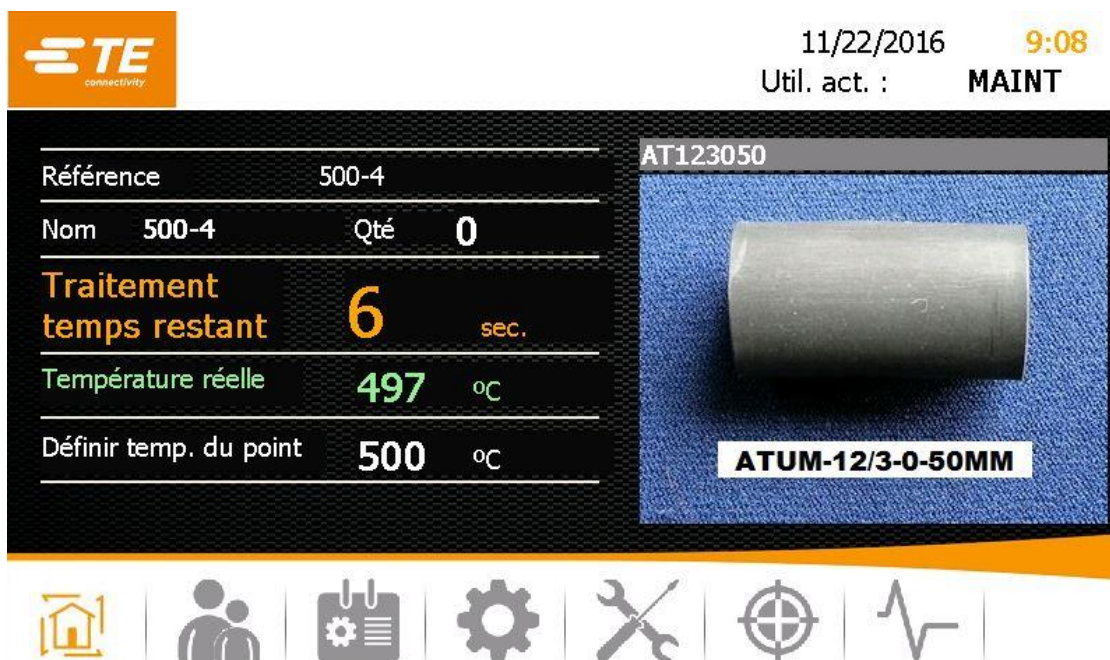 TE
connectivity
11/22/2016 9:08
Util. act. : MAINT
Référence 500-4
Nom 500-4 Qté 0
Traitement
temps restant 6 sec.
Température réelle 497 ºC
Définir temp. du point 500 ºC
AT123050
ATUM-12/3-0-50MM